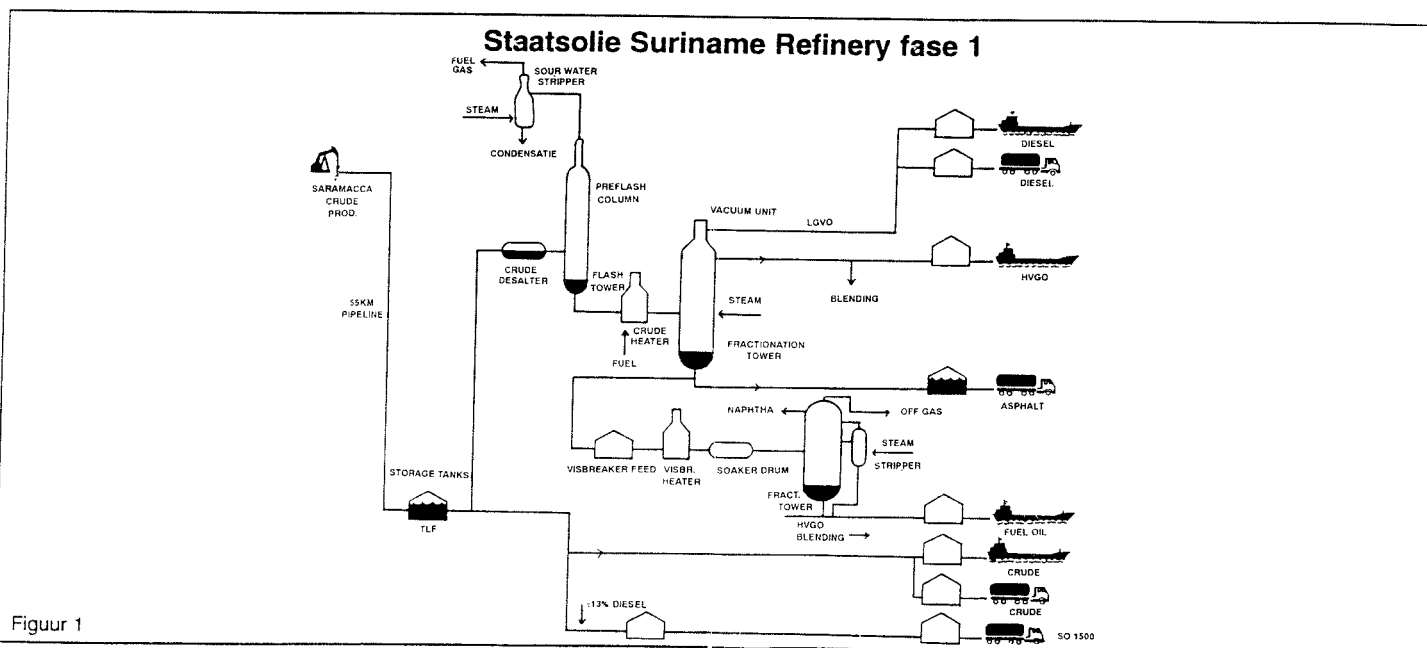 Staatsolie Suriname Refinery fase 1
FUEL
GAS
SOUR WATER
STRIPPER
STEAM
CONDENSATIE
SARAMACCA
CRUDE
PROD.
PREFLASH
COLUMN
VACUUM UNIT
LGVO
DIESEL
DIESEL
HVGO
BLENDING
CRUDE
DESALTER
FLASH
TOWER
STEAM
CRUDE
HEATER
FUEL
FRACTIONATION
TOWER
55KM
PIPELINE
ASPHALT
NAPHTHA
OFF GAS
STEAM
STRIPPER
VISBREAKER FEED
VISBR.
HEATER
SOAKER DRUM
STORAGE TANKS
TLF
FRACT.
TOWER
HVGO
BLENDING
FUEL OIL
CRUDE
CRUDE
±13% DIESEL
SO 1500
Figuur 1